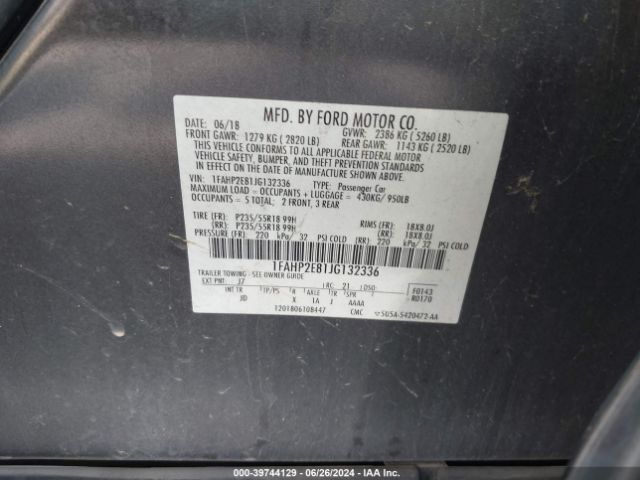 MFD. BY FORD MOTOR CO.
DATE: 06/18 GVWR: 2386 KG ( 5260 LB)
FRONT GAWR: 1279 KG ( 2820 LB) REAR GAWR: 1143 KG ( 2520 LB)
THIS VEHICLE CONFORMS TO ALL APPLICABLE FEDERAL MOTOR
VEHICLE SAFETY, BUMPER, AND THEFT PREVENTION STANDARDS
IN EFFECT ON THE DATE OF MANUFACTURE SHOWN ABOVE.
VIN: 1FAHP2E81JG132336 TYPE: Passenger Car
MAXIMUM LOAD = OCCUPANTS + LUGGAGE = 430KG/ 950LB
OCCUPANTS = 5 TOTAL; 2 FRONT, 3 REAR
TIRE (FR): P235/55R18 99H RIMS (FR): 18X8.0J
(RR): P235/55R18 99H (RR): 18X8.0J
PRESSURE (FR): 220 kPa/ 32 PSI COLD (RR): 220 kPa/ 32 PSI COLD
1FAHP2E81JG132336
TRAILER TOWING - SEE OWNER GUIDE
EXT PNT: J7 RC: 21 DSO: F0143
INT TR TP/PS R AXLE TR SPR R0170
JD X 1A J AAAA
1201806108447 CMC 5U5A-5420472-AA
000-39744129 - 06/26/2024 - IAA Inc.